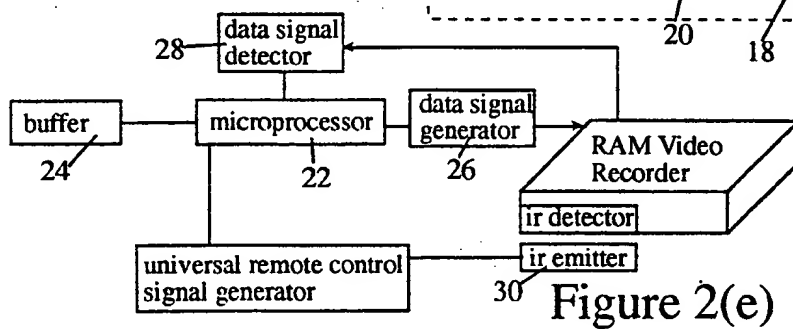 20
18
data signal
detector
28
buffer
24
microprocessor
22
data signal
generator
26
RAM Video
Recorder
ir detector
universal remote control
signal generator
ir emitter
30
Figure 2(e)